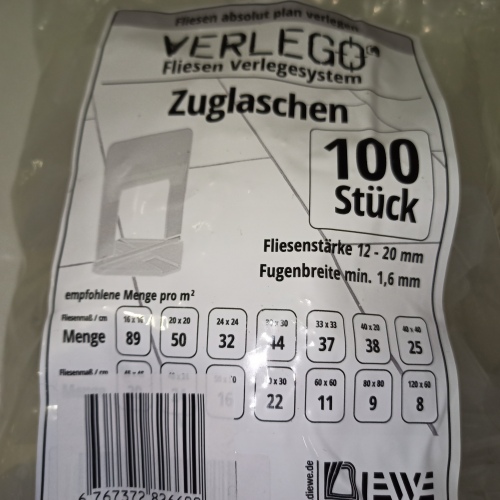 Fliesen absolut plan verlegen
VERLEGO
Fliesen Verlegesystem
Zuglaschen
100
Stück
Fliesenstärke 12 - 20 mm
Fugenbreite min. 1,6 mm
empfohlene Menge pro m²
Fliesenmaß / cm 20 x 20 24 x 24 33 x 33 40 x 20 40 x 40
Menge 89 50 32 44 37 38 25
Fliesenmaß / cm 60 x 60 80 x 80 120 x 60
16 22 11 9 8
diewe.de
DIEWE